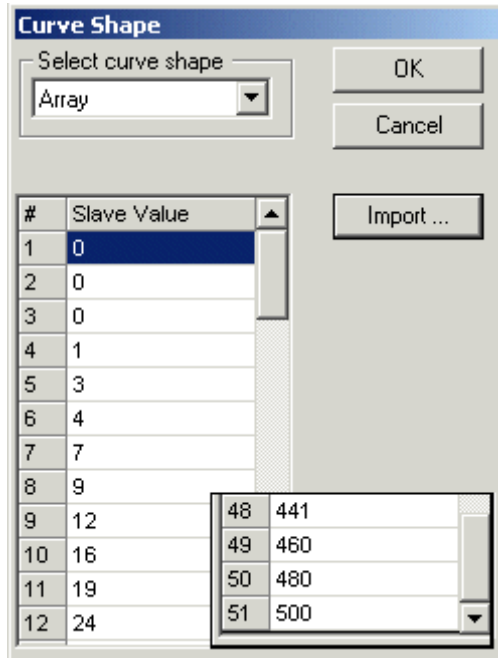 Curve Shape
Select curve shape
OK
Array
Cancel
# Slave Value
Import ...
1 0
2 0
3 0
4 1
5 3
6 4
7 7
8 9
9 12
10 16
11 19
12 24
48 441
49 460
50 480
51 500